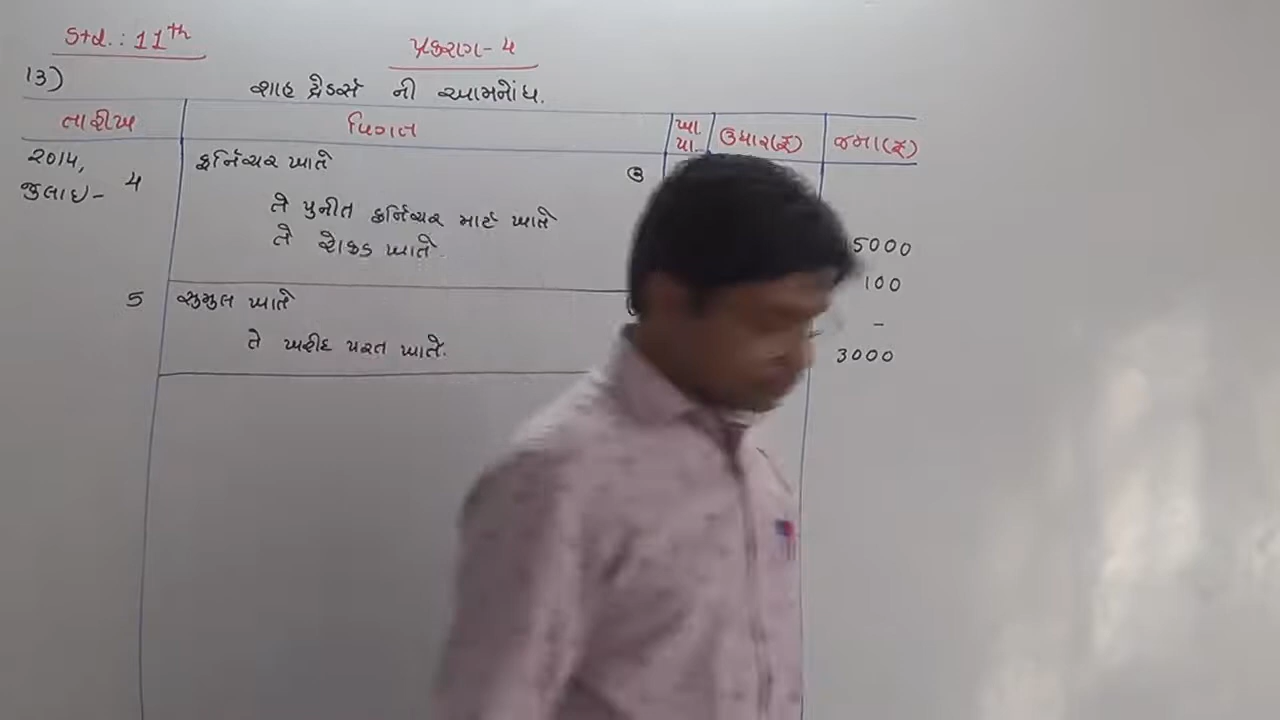 Std. : 11th
પ્રકરણ - ૫
13)
શાહ ટ્રેડર્સ ની આમનોંધ.
તારીખ વિગત ખા. પા. ઉધાર(₹) જમા(₹)
2014, ફર્નિચર ખાતે ઉ
જુલાઇ - 4
તે પુનીત ફર્નિચર માર્ટ ખાતે 5000
તે રોકડ ખાતે. 100
5 સુમુલ ખાતે -
તે ખરીદ પરત ખાતે. 3000